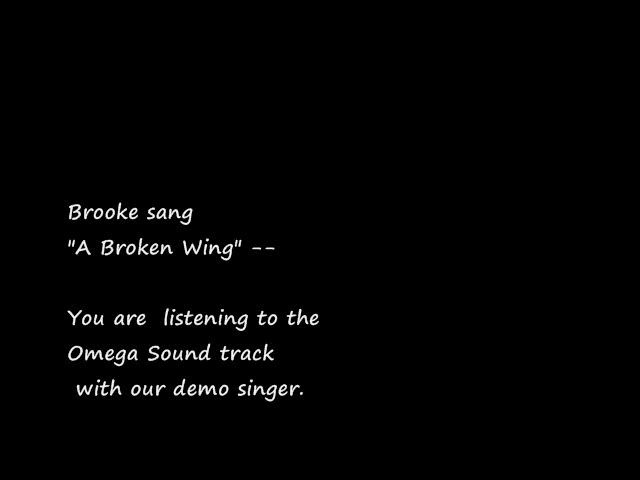 Brooke sang
"A Broken Wing" --
You are  listening to the
Omega Sound track
with our demo singer.